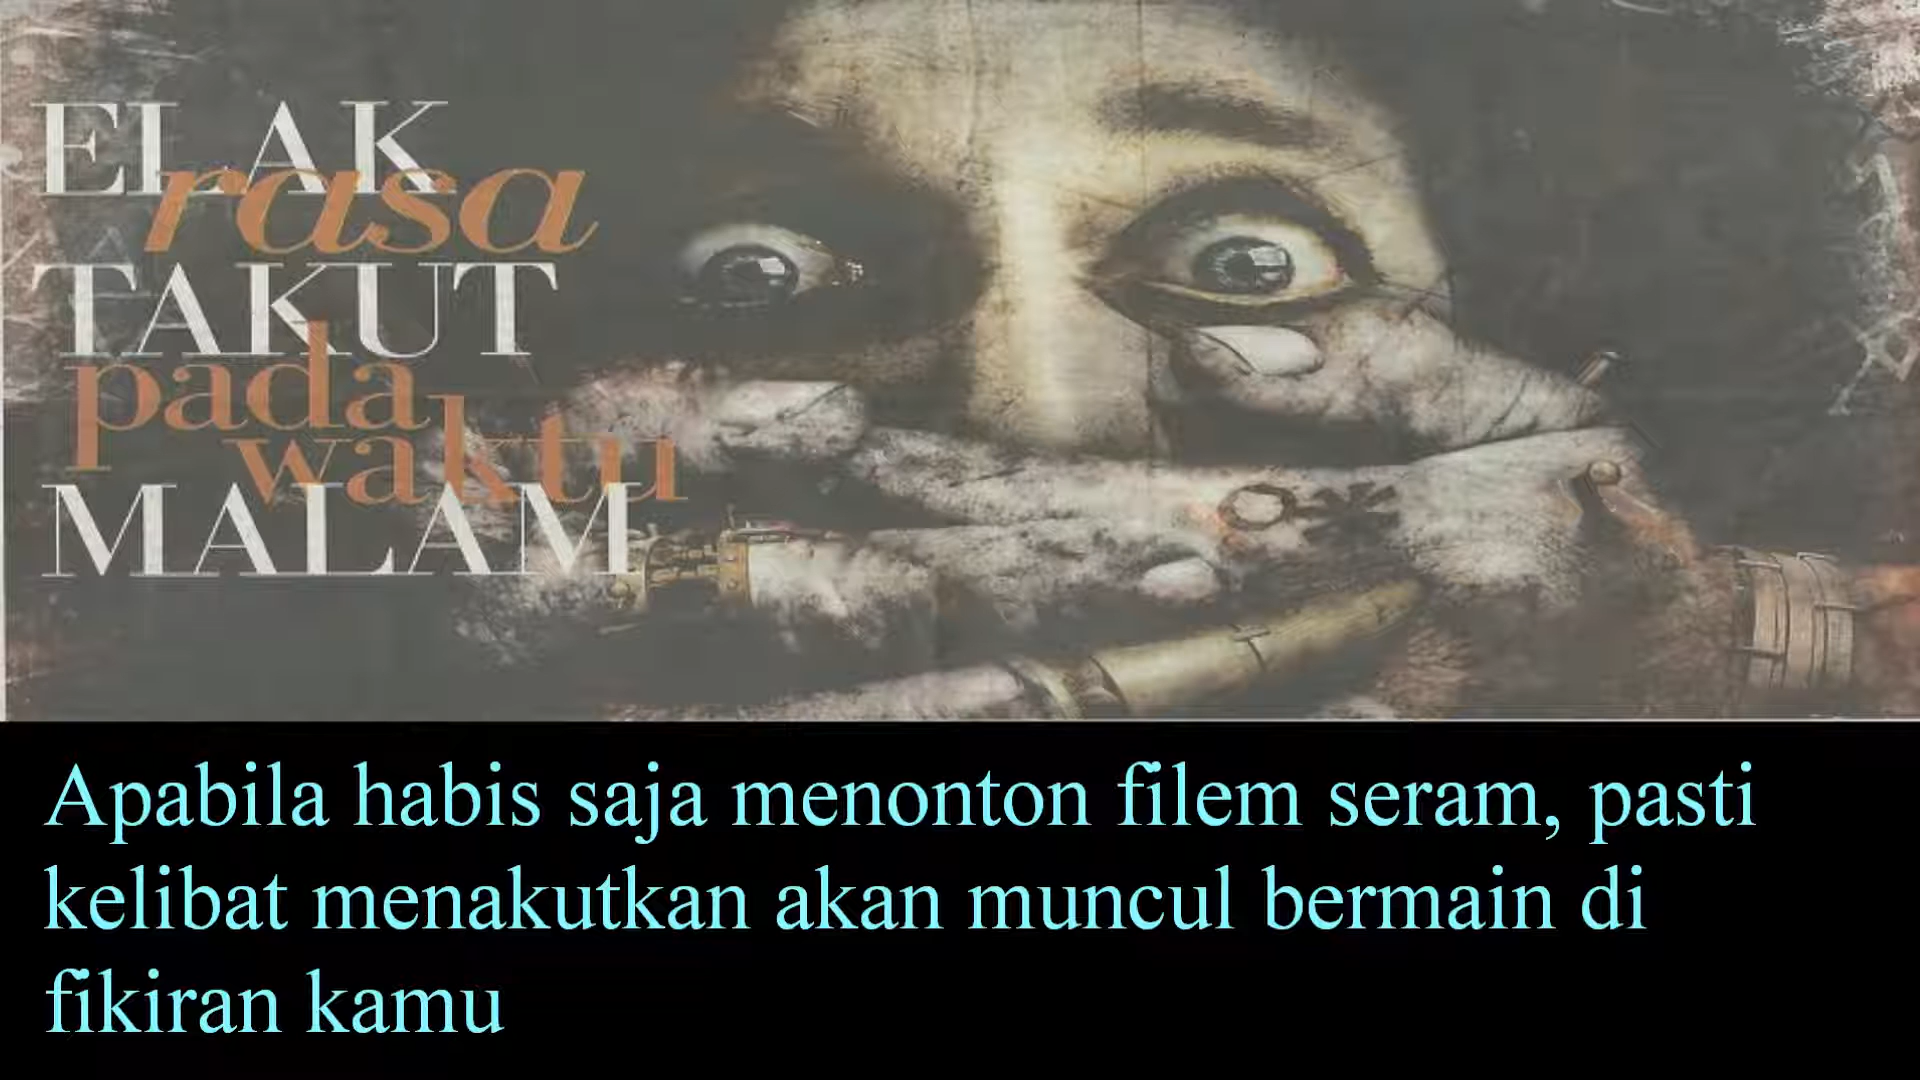 ELAK
rasa
TAKUT
pada
waktu
MALAM
Apabila habis saja menonton filem seram, pasti
kelibat menakutkan akan muncul bermain di
fikiran kamu